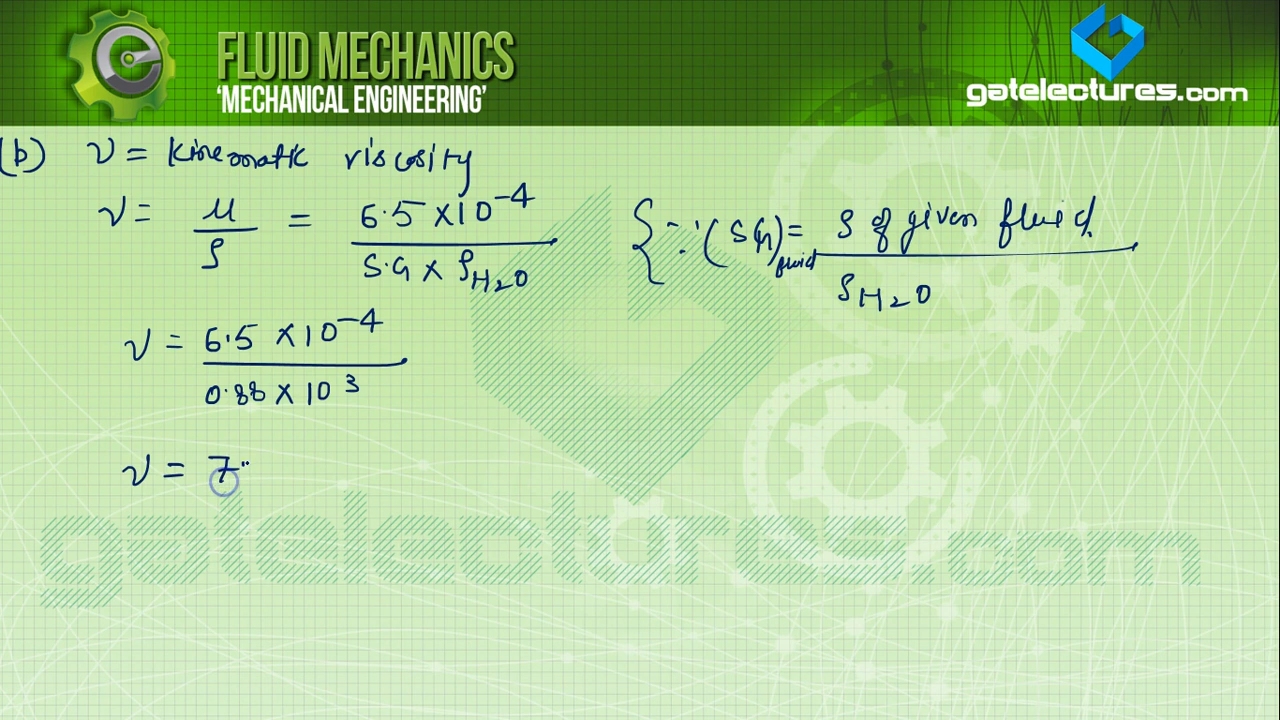 FLUID MECHANICS
'MECHANICAL ENGINEERING'
gatelectures.com
(b) ν = kinematic viscosity
ν = μ / ρ = 6.5 × 10⁻⁴ / S.G × ρH₂O { ∵ (SG)fluid = ρ of given fluid / ρH₂O
ν = 6.5 × 10⁻⁴ / 0.88 × 10³
ν = 7.
gatelectures.com